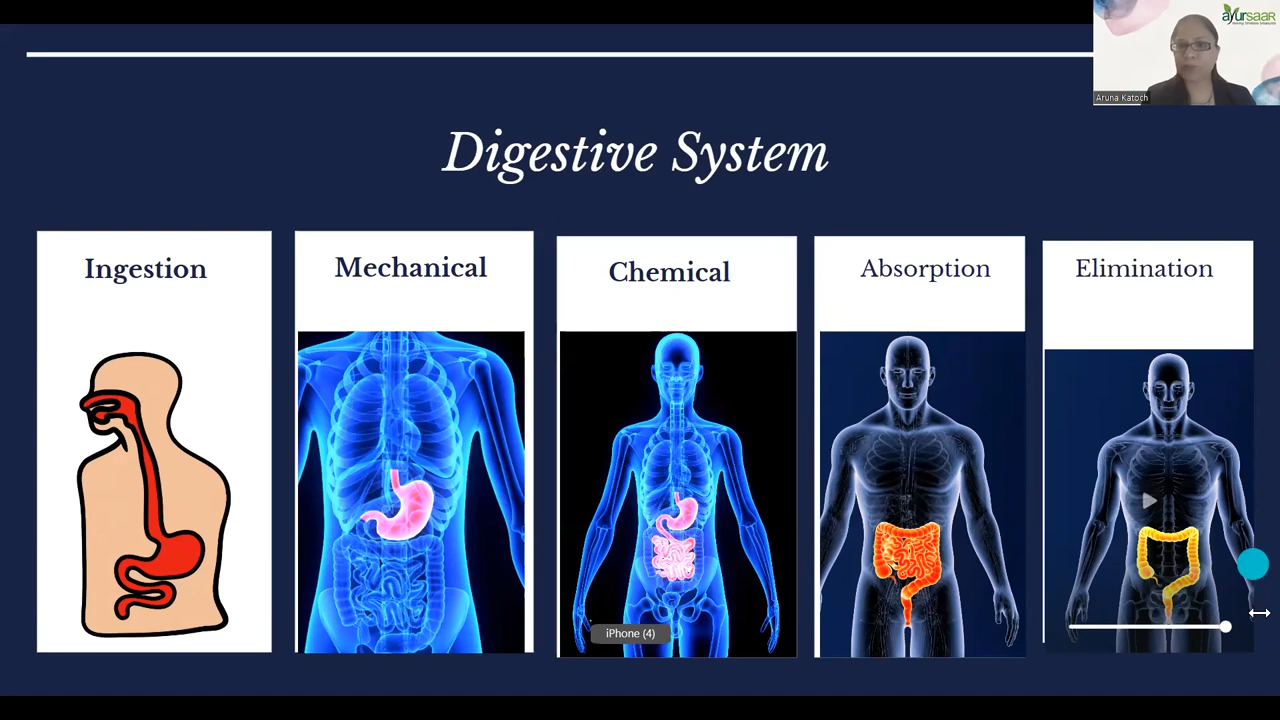 ayurSAAR
Aruna Katoch
Digestive System
Ingestion
Mechanical
Chemical
Absorption
Elimination
iPhone (4)